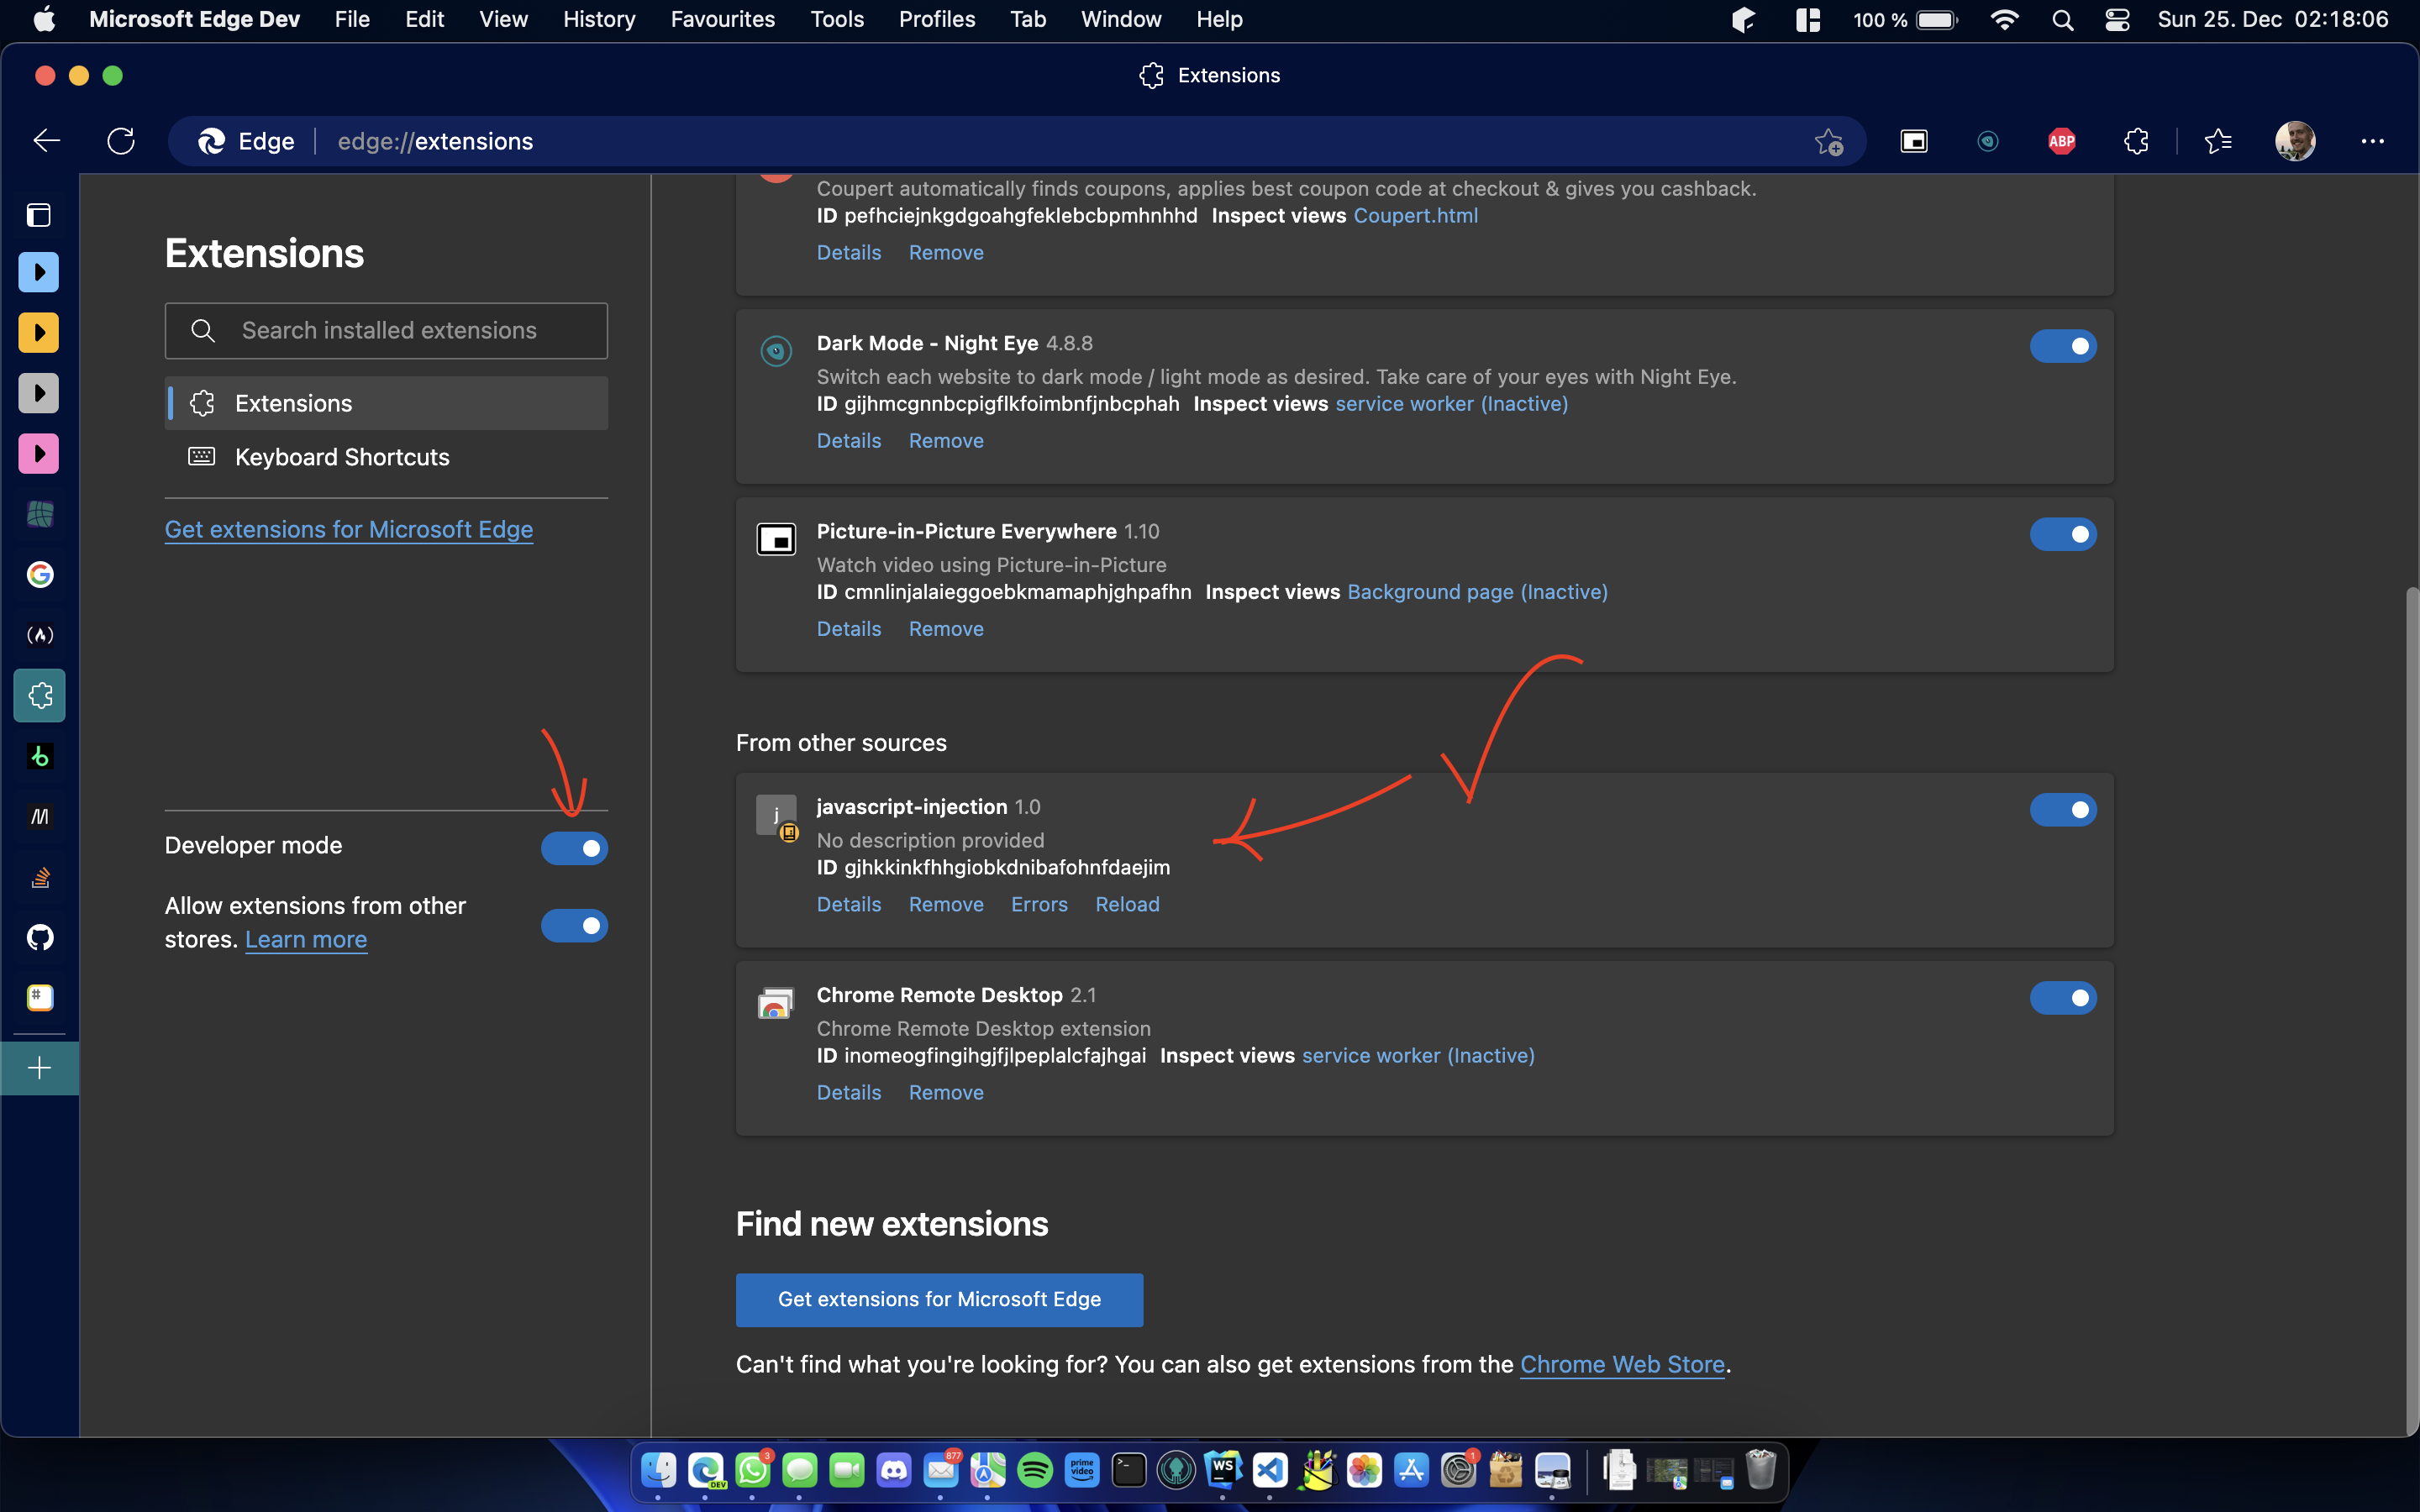 Microsoft Edge Dev File Edit View History Favourites Tools Profiles Tab Window Help 100 % Sun 25. Dec 02:18:06
Extensions
Edge edge://extensions ABP
Extensions
Search installed extensions
Extensions
Keyboard Shortcuts
Get extensions for Microsoft Edge
Developer mode
Allow extensions from other
stores. Learn more
Coupert automatically finds coupons, applies best coupon code at checkout & gives you cashback.
ID pefhciejnkgdgoahgfeklebcbpmhnhhd Inspect views Coupert.html
Details Remove
Dark Mode - Night Eye 4.8.8
Switch each website to dark mode / light mode as desired. Take care of your eyes with Night Eye.
ID gijhmcgnnbcpigflkfoimbnfjnbcphah Inspect views service worker (Inactive)
Details Remove
Picture-in-Picture Everywhere 1.10
Watch video using Picture-in-Picture
ID cmnlinjalaieggoebkmamaphjghpafhn Inspect views Background page (Inactive)
Details Remove
From other sources
j
javascript-injection 1.0
No description provided
ID gjhkkinkfhhgiobkdnibafohnfdaejim
Details Remove Errors Reload
Chrome Remote Desktop 2.1
Chrome Remote Desktop extension
ID inomeogfingihgjfjlpeplalcfajhgai Inspect views service worker (Inactive)
Details Remove
Find new extensions
Get extensions for Microsoft Edge
Can't find what you're looking for? You can also get extensions from the Chrome Web Store.
DEV 3 877 prime video WS 1